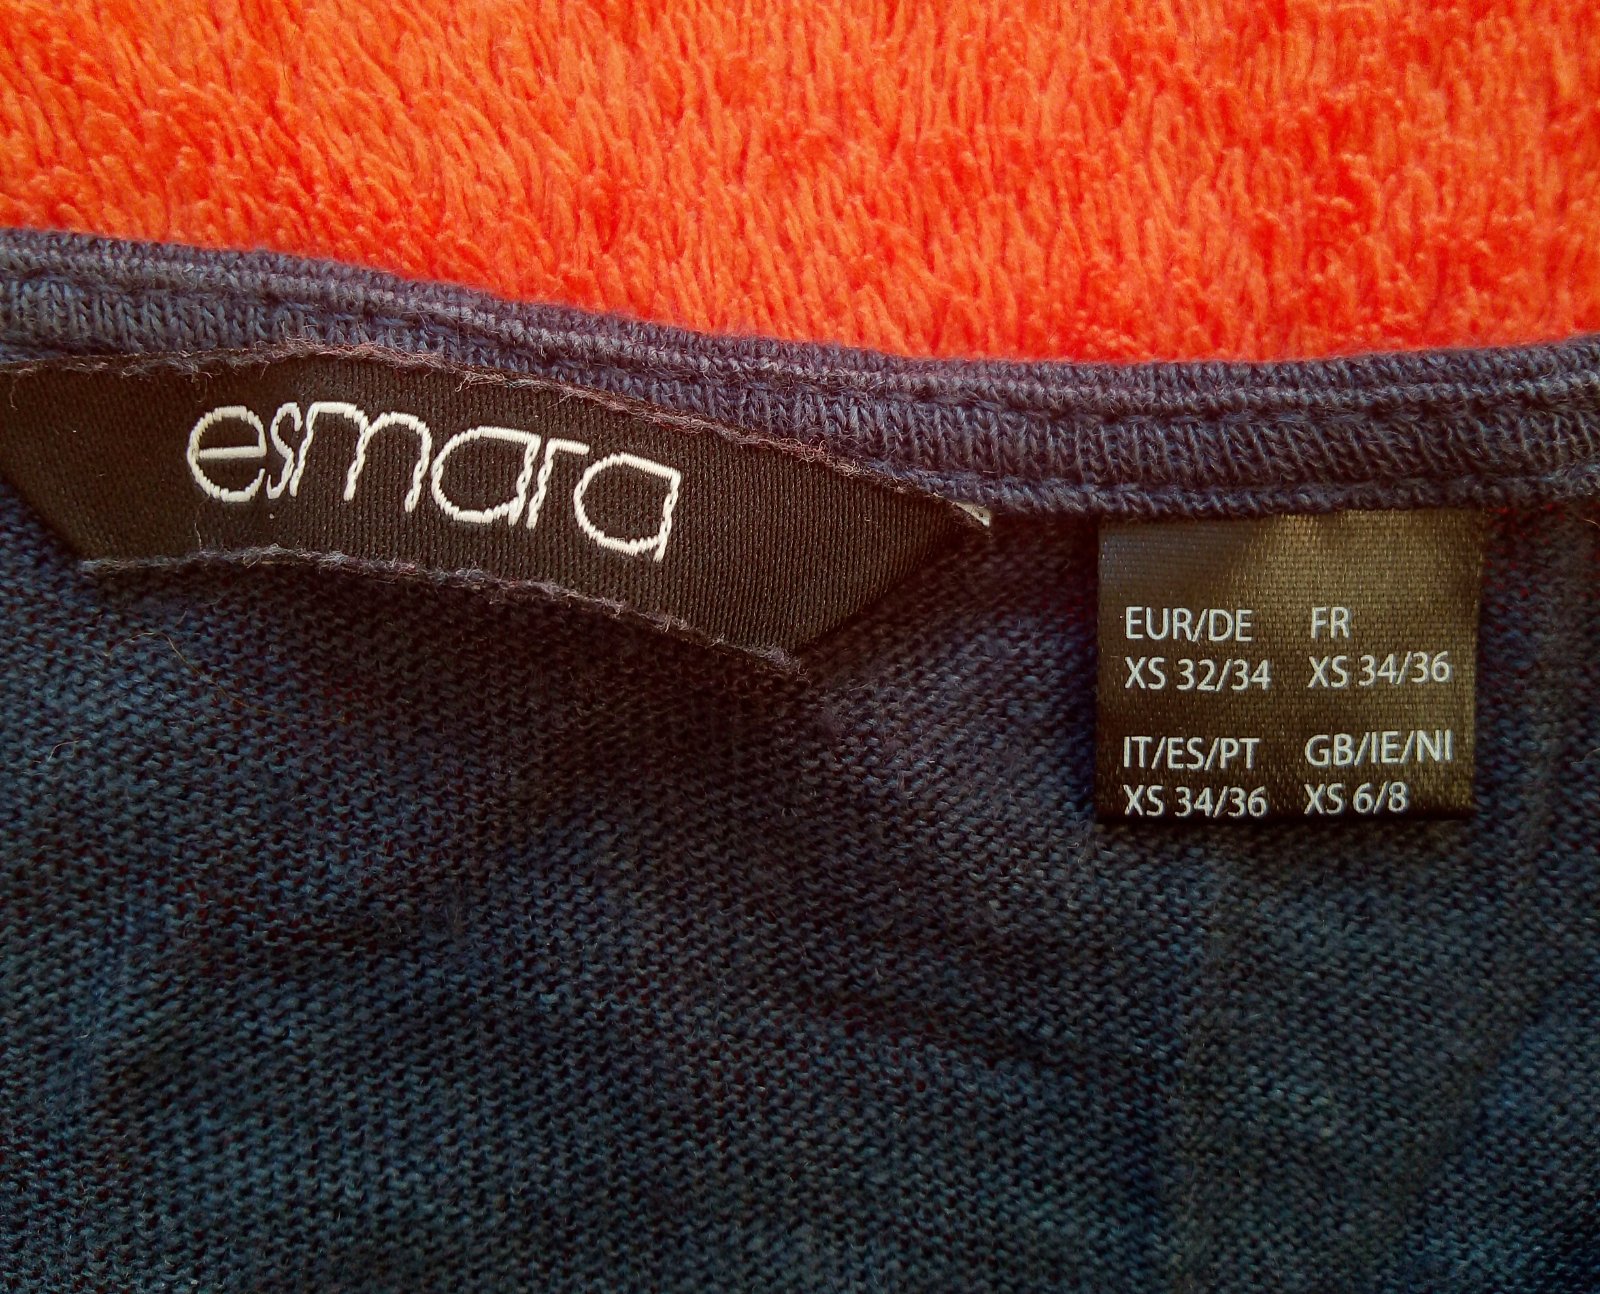 esmara
EUR/DE FR
XS 32/34 XS 34/36
IT/ES/PT GB/IE/NI
XS 34/36 XS 6/8